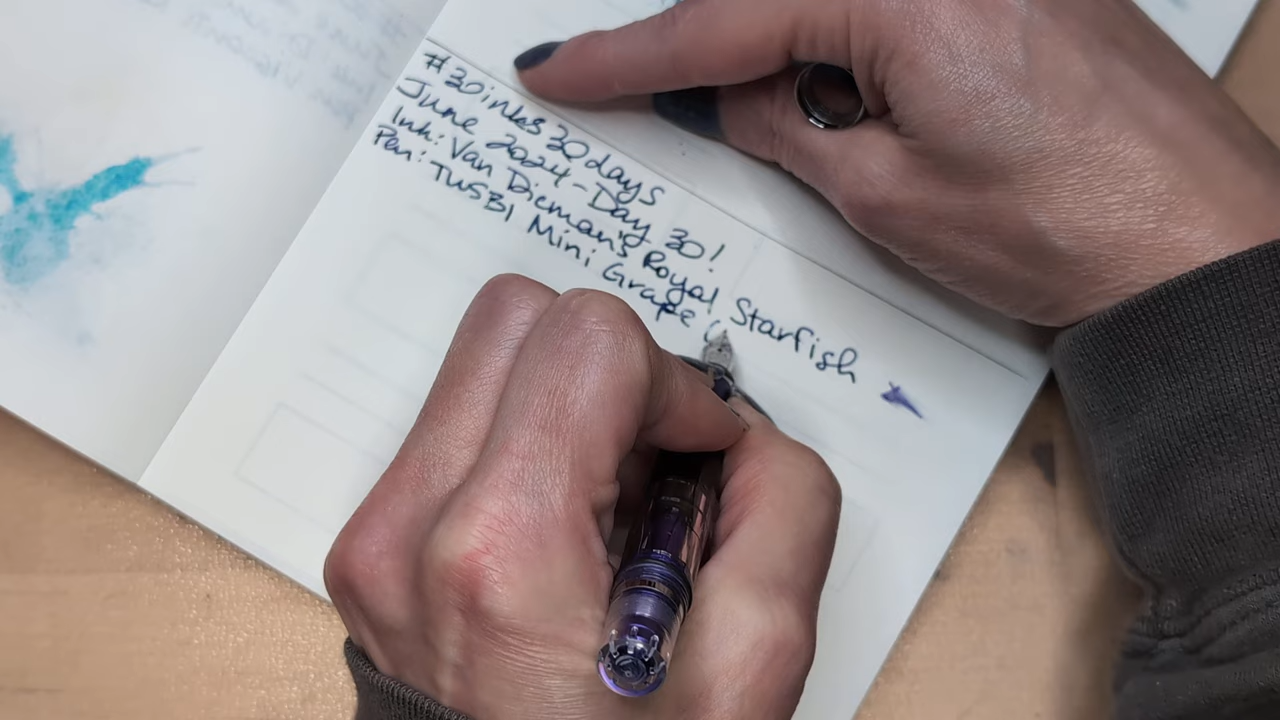 #30inks30days
June 2024 - Day 30!
Ink: Van Dieman's Royal Starfish
Pen: TWSBI Mini Grape (